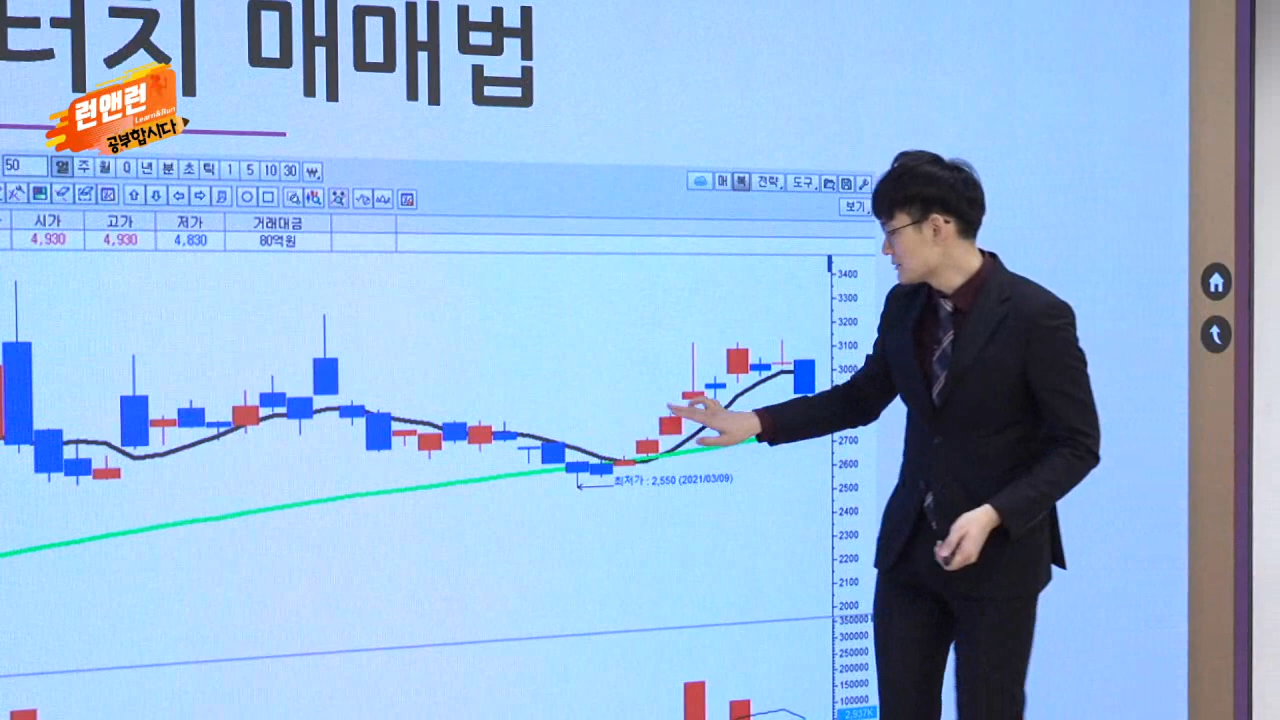 터치 매매법
런앤런
Learn&Run
공부합시다
50 일 주 월 0 년 분 초 틱 1 5 10 30 ₩
매 복 전략 도구
보기
시가 고가 저가 거래대금
4,930 4,930 4,830 80억원
3400
3300
3200
3100
3000
최저가 : 2,550 (2021/03/09)
2700
2600
2500
2400
2300
2200
2100
2000
350000
300000
250000
200000
150000
100000
2,937K